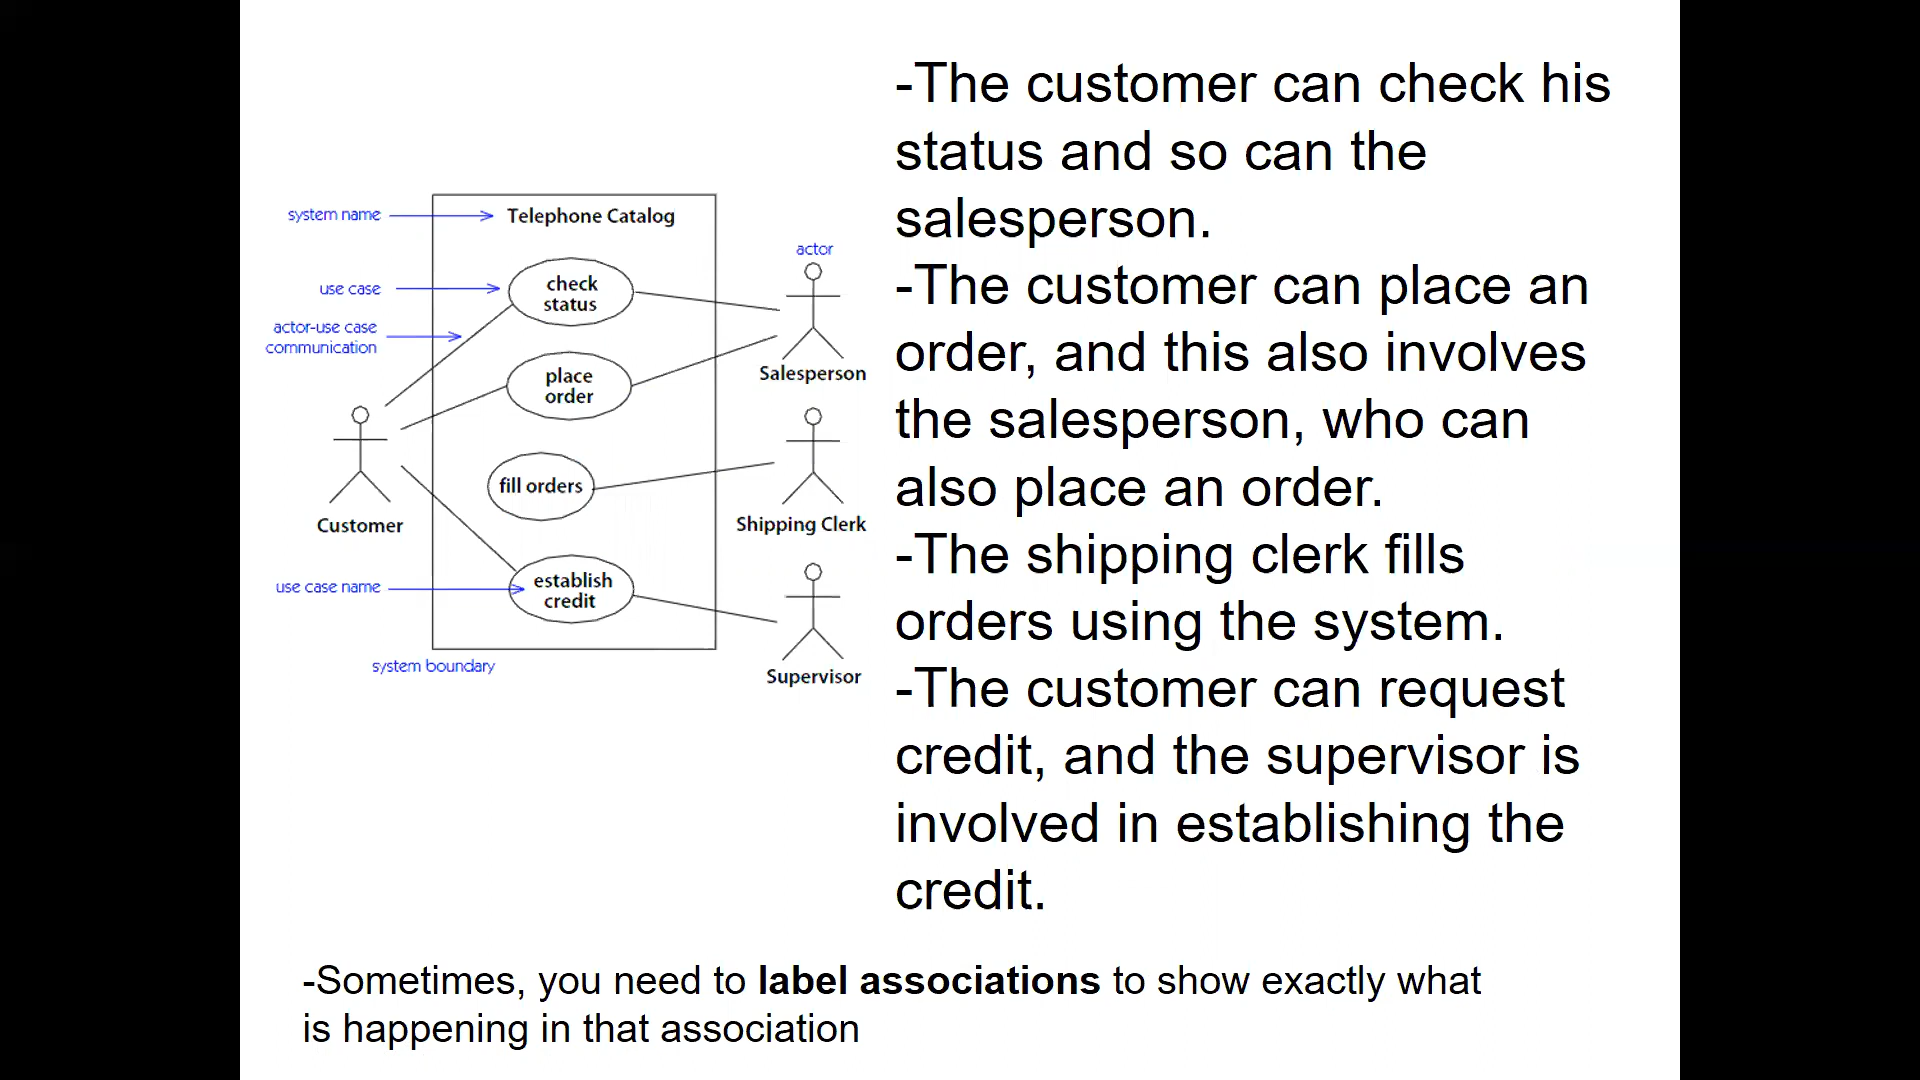 system name
Telephone Catalog
use case
check
status
actor-use case
communication
place
order
fill orders
Customer
use case name
establish
credit
system boundary
actor
Salesperson
Shipping Clerk
Supervisor
-The customer can check his
status and so can the
salesperson.
-The customer can place an
order, and this also involves
the salesperson, who can
also place an order.
-The shipping clerk fills
orders using the system.
-The customer can request
credit, and the supervisor is
involved in establishing the
credit.
-Sometimes, you need to label associations to show exactly what
is happening in that association